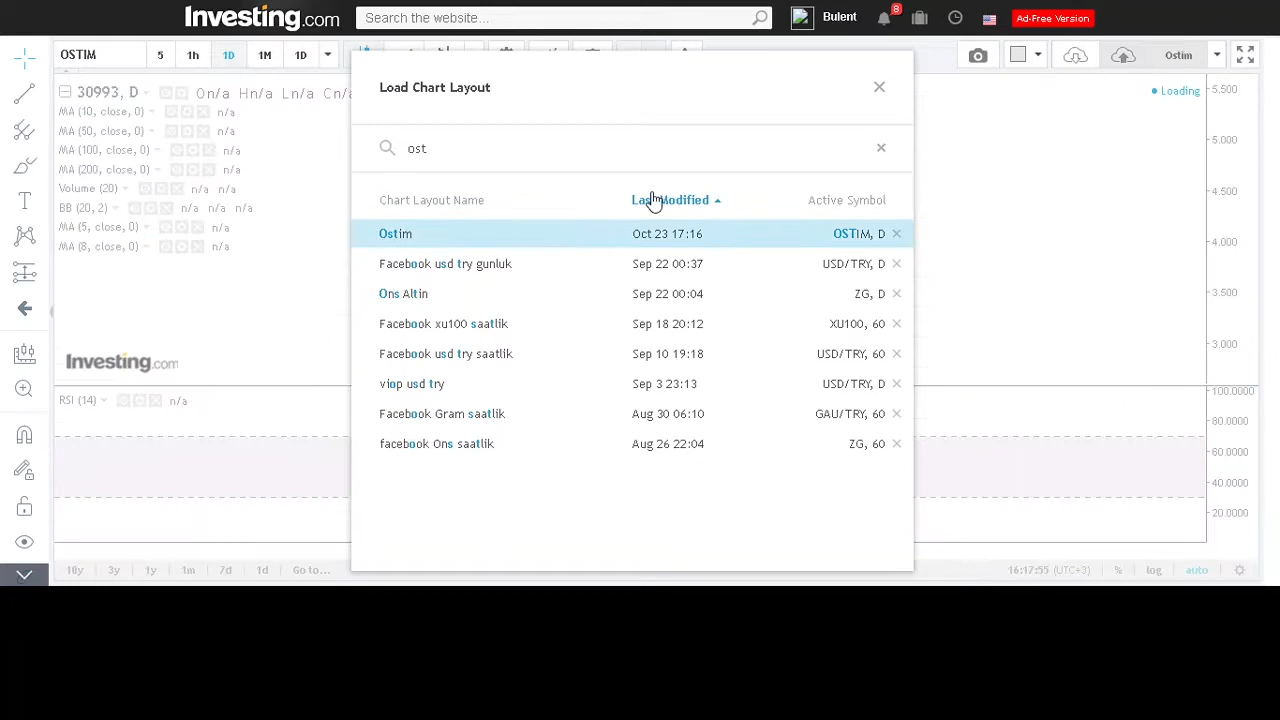 Investing.com
Search the website...
Bulent
8
Ad-Free Version
OSTIM
5
1h
1D
1M
1D
Ostim
Load Chart Layout
30993, D
On/a Hn/a Ln/a Cn/a
Loading
5.500
MA (10, close, 0)
n/a
MA (50, close, 0)
n/a
5.000
ost
MA (100, close, 0)
n/a
MA (200, close, 0)
n/a
Volume (20)
n/a n/a
4.500
Chart Layout Name
Last Modified
Active Symbol
BB (20, 2)
n/a n/a n/a
MA (5, close, 0)
n/a
Ostim
Oct 23 17:16
OSTIM, D
4.000
MA (8, close, 0)
n/a
Facebook usd try gunluk
Sep 22 00:37
USD/TRY, D
Ons Altin
Sep 22 00:04
ZG, D
3.500
Facebook xu100 saatlik
Sep 18 20:12
XU100, 60
3.000
Facebook usd try saatlik
Sep 10 19:18
USD/TRY, 60
Investing.com
viop usd try
Sep 3 23:13
USD/TRY, D
100.0000
RSI (14)
n/a
Facebook Gram saatlik
Aug 30 06:10
GAU/TRY, 60
80.0000
facebook Ons saatlik
Aug 26 22:04
ZG, 60
60.0000
40.0000
20.0000
10y
3y
1y
1m
7d
1d
Go to...
16:17:55 (UTC+3)
%
log
auto